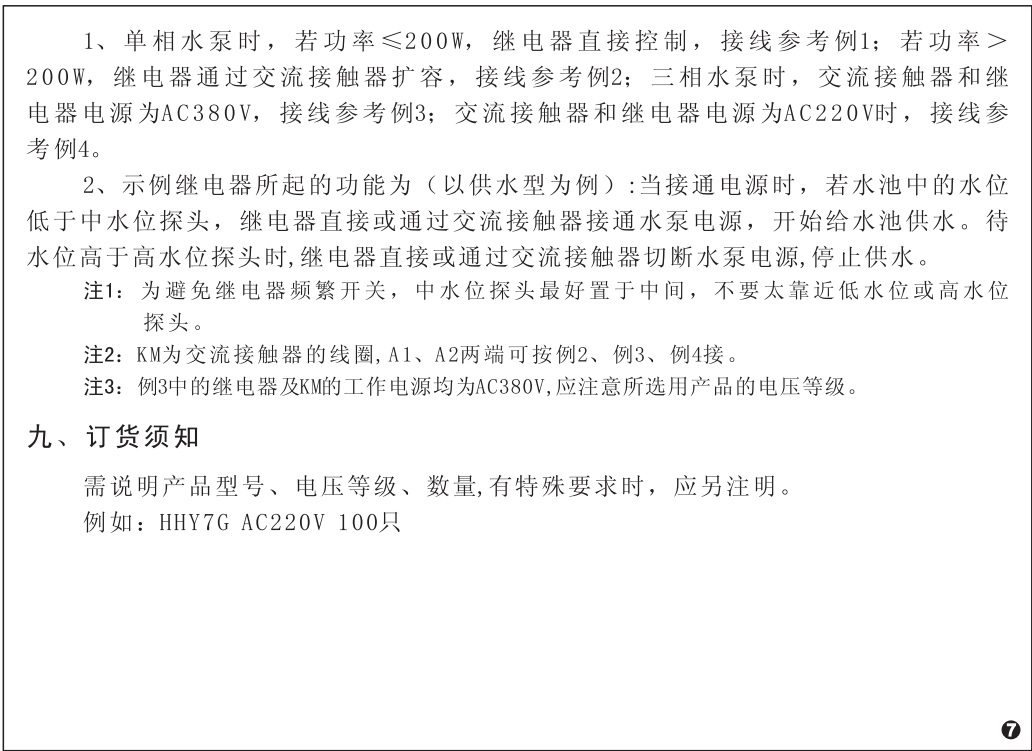 1、单相水泵时，若功率≤200W，继电器直接控制，接线参考例1；若功率＞
200W，继电器通过交流接触器扩容，接线参考例2；三相水泵时，交流接触器和继
电器电源为AC380V，接线参考例3；交流接触器和继电器电源为AC220V时，接线参
考例4。
2、示例继电器所起的功能为（以供水型为例）:当接通电源时，若水池中的水位
低于中水位探头，继电器直接或通过交流接触器接通水泵电源，开始给水池供水。待
水位高于高水位探头时,继电器直接或通过交流接触器切断水泵电源,停止供水。
注1：为避免继电器频繁开关，中水位探头最好置于中间，不要太靠近低水位或高水位
探头。
注2：KM为交流接触器的线圈,A1、A2两端可按例2、例3、例4接。
注3：例3中的继电器及KM的工作电源均为AC380V,应注意所选用产品的电压等级。
九、订货须知
需说明产品型号、电压等级、数量,有特殊要求时，应另注明。
例如：HHY7G AC220V 100只
7